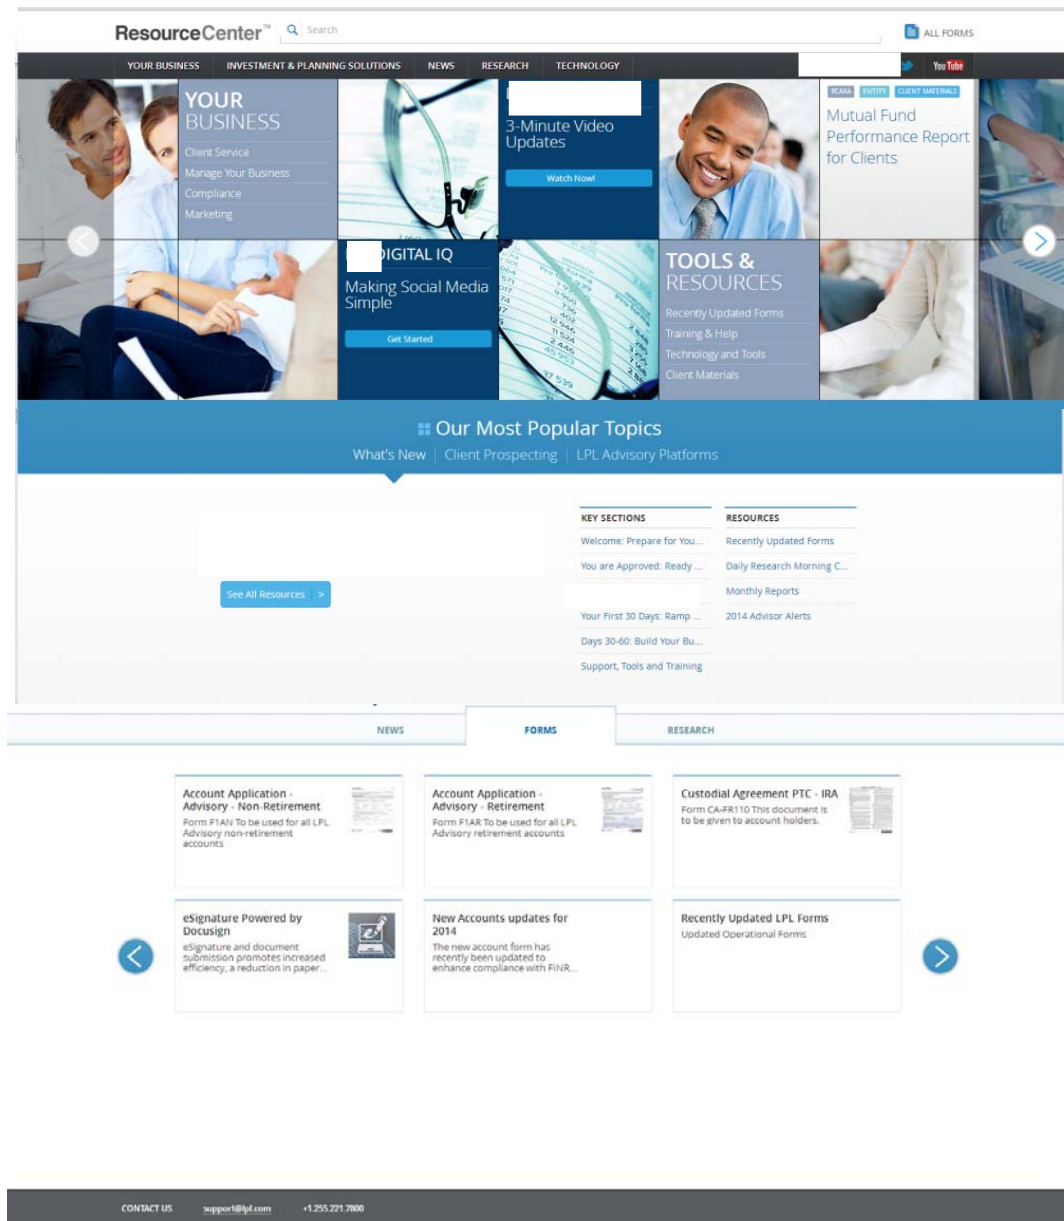 ResourceCenter™
Search
ALL FORMS
YOUR BUSINESS
INVESTMENT & PLANNING SOLUTIONS
NEWS
RESEARCH
TECHNOLOGY
You Tube
YOUR
BUSINESS
Client Service
Manage Your Business
Compliance
Marketing
3-Minute Video
Updates
Watch Now!
RCAXA ENTITY CLIENT MATERIALS
Mutual Fund
Performance Report
for Clients
DIGITAL IQ
Making Social Media
Simple
Get Started
TOOLS &
RESOURCES
Recently Updated Forms
Training & Help
Technology and Tools
Client Materials
Our Most Popular Topics
What's New | Client Prospecting | LPL Advisory Platforms
See All Resources >
KEY SECTIONS
Welcome: Prepare for You...
You are Approved: Ready ...
Your First 30 Days: Ramp ...
Days 30-60: Build Your Bu...
Support, Tools and Training
RESOURCES
Recently Updated Forms
Daily Research Morning C...
Monthly Reports
2014 Advisor Alerts
NEWS
FORMS
RESEARCH
Account Application -
Advisory - Non-Retirement
Form F1AN To be used for all LPL
Advisory non-retirement
accounts
Account Application -
Advisory - Retirement
Form F1AR To be used for all LPL
Advisory retirement accounts
Custodial Agreement PTC - IRA
Form CA-FR110 This document is
to be given to account holders.
eSignature Powered by
Docusign
eSignature and document
submission promotes increased
efficiency, a reduction in paper...
New Accounts updates for
2014
The new account form has
recently been updated to
enhance compliance with FINR...
Recently Updated LPL Forms
Updated Operational Forms
CONTACT US
support@lpl.com
+1.255.221.7800